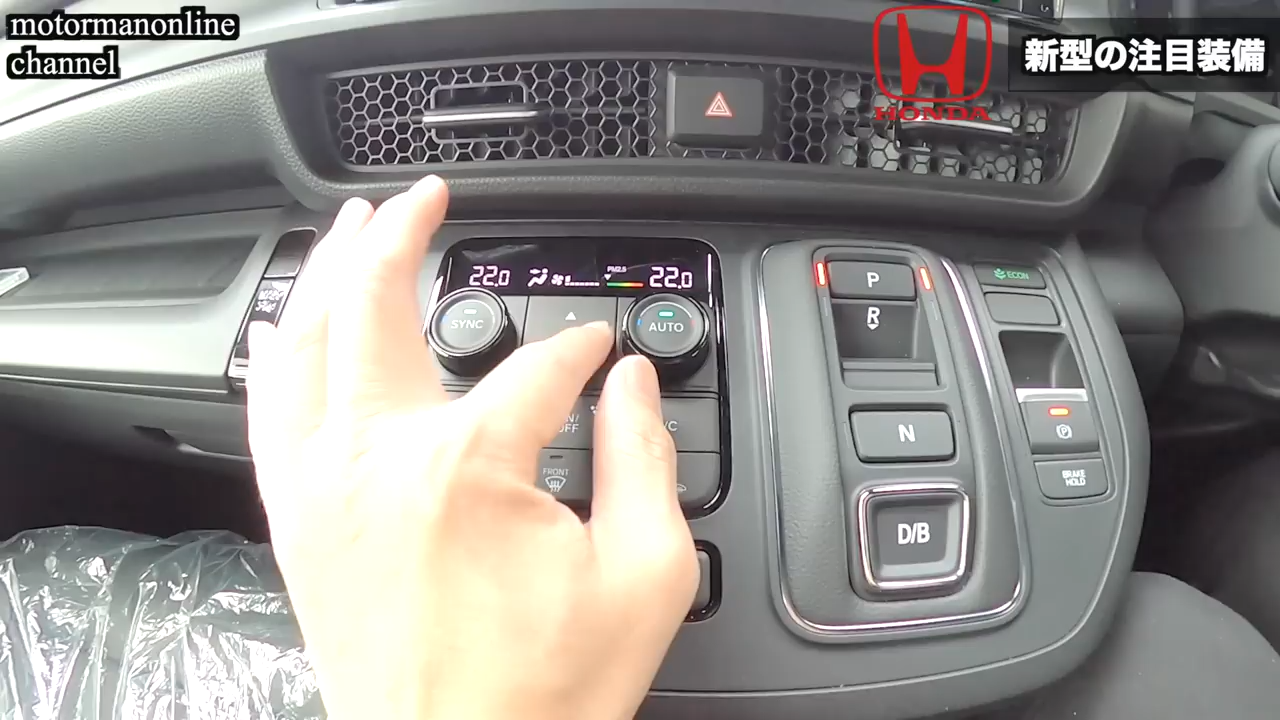 motormanonline
channel
HONDA
新型の注目装備
22.0
PM2.5
22.0
SYNC
AUTO
P
ECON
R
N
BRAKE
HOLD
FRONT
D/B